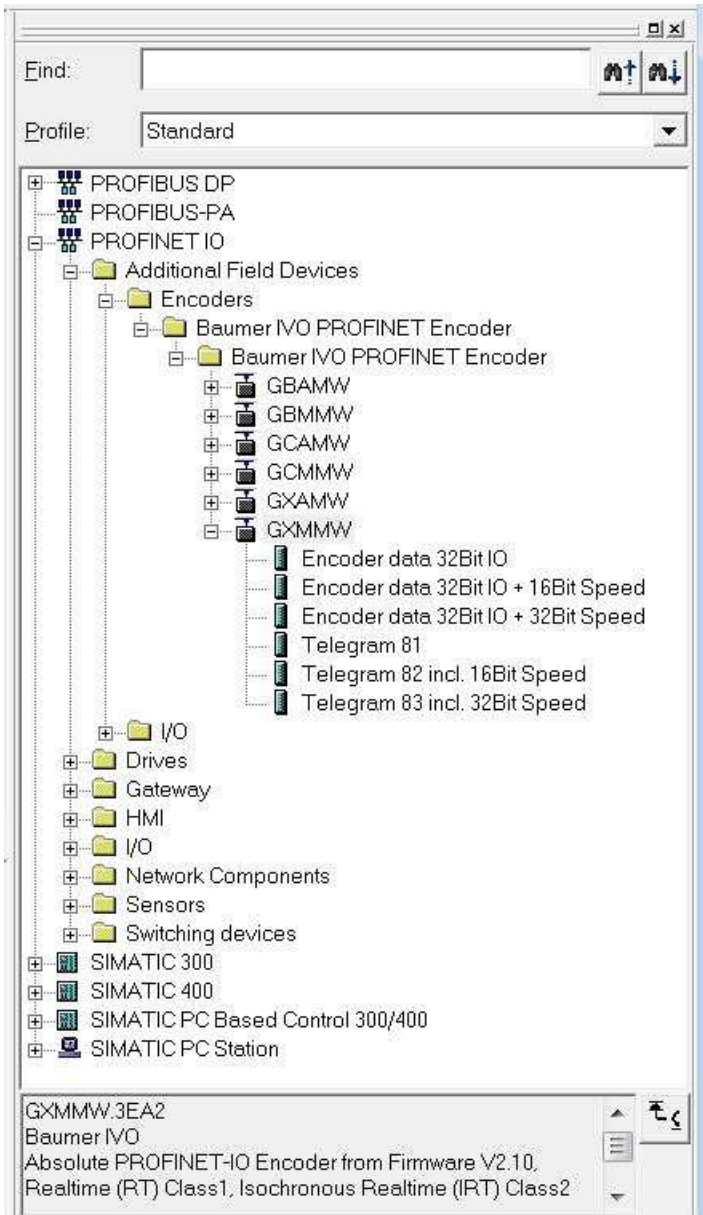 Find:
Profile: Standard
PROFIBUS DP
PROFIBUS-PA
PROFINET IO
Additional Field Devices
Encoders
Baumer IVO PROFINET Encoder
Baumer IVO PROFINET Encoder
GBAMW
GBMMW
GCAMW
GCMMW
GXAMW
GXMMW
Encoder data 32Bit IO
Encoder data 32Bit IO + 16Bit Speed
Encoder data 32Bit IO + 32Bit Speed
Telegram 81
Telegram 82 incl. 16Bit Speed
Telegram 83 incl. 32Bit Speed
I/O
Drives
Gateway
HMI
I/O
Network Components
Sensors
Switching devices
SIMATIC 300
SIMATIC 400
SIMATIC PC Based Control 300/400
SIMATIC PC Station
GXMMW.3EA2
Baumer IVO
Absolute PROFINET-IO Encoder from Firmware V2.10,
Realtime (RT) Class1, Isochronous Realtime (IRT) Class2